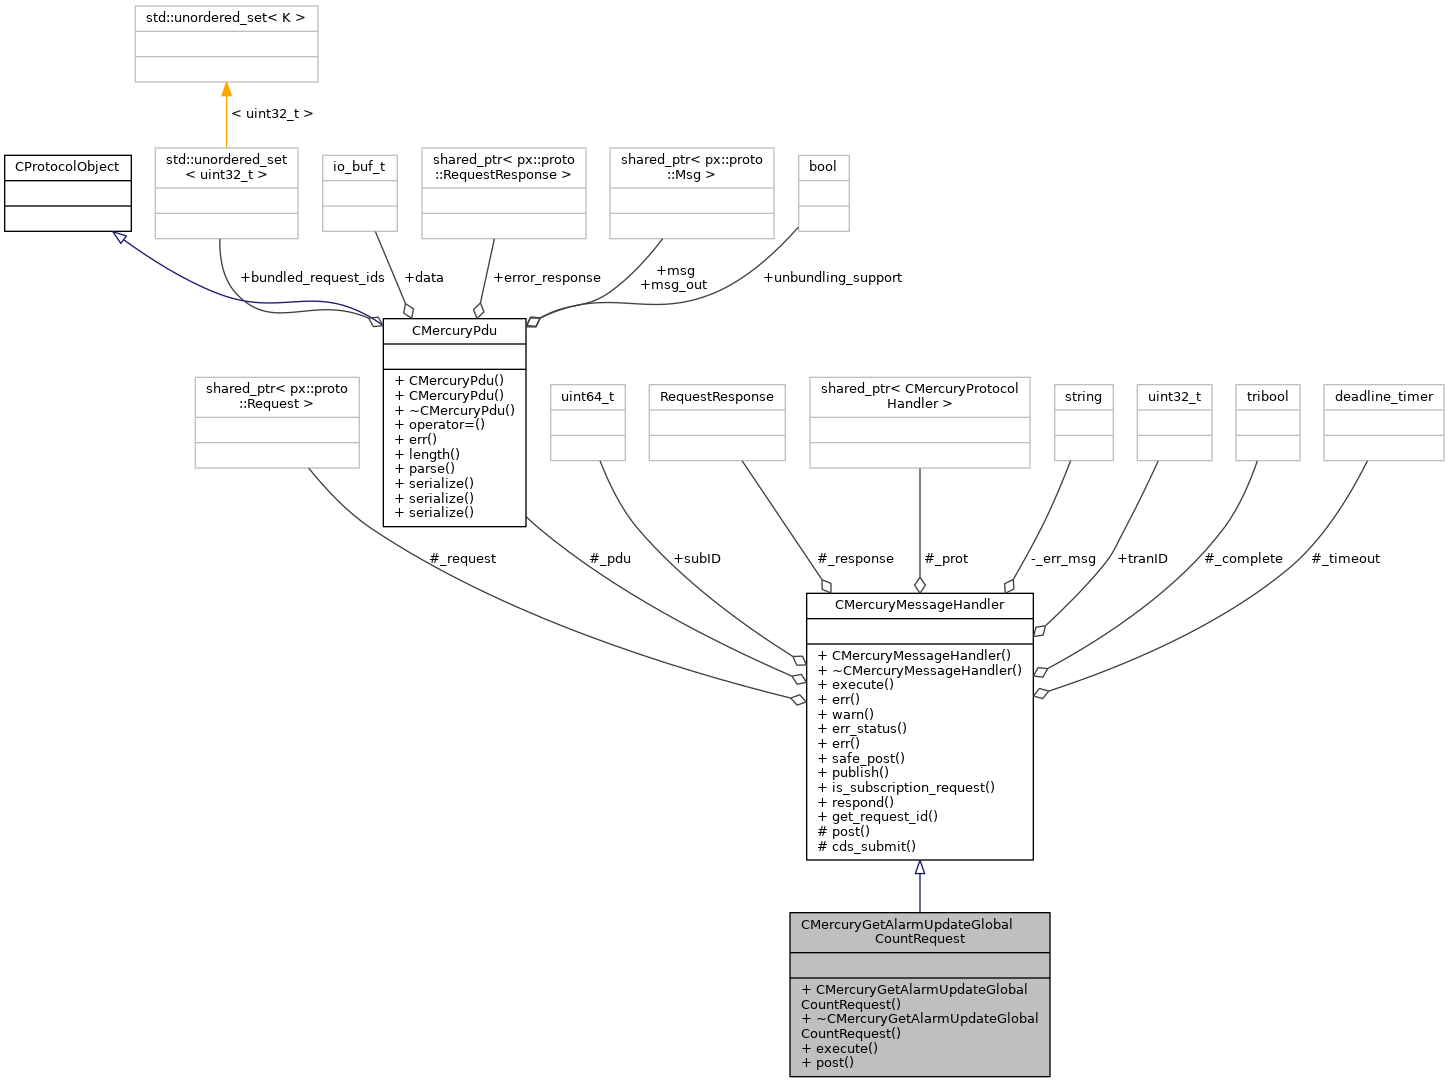 std::unordered_set< K >
< uint32_t >
CProtocolObject
std::unordered_set
< uint32_t >
io_buf_t
shared_ptr< px::proto
::RequestResponse >
shared_ptr< px::proto
::Msg >
bool
+bundled_request_ids
+data
+error_response
+msg
+msg_out
+unbundling_support
CMercuryPdu
+ CMercuryPdu()
+ CMercuryPdu()
+ ~CMercuryPdu()
+ operator=()
+ err()
+ length()
+ parse()
+ serialize()
+ serialize()
+ serialize()
shared_ptr< px::proto
::Request >
uint64_t
RequestResponse
shared_ptr< CMercuryProtocol
Handler >
string
uint32_t
tribool
deadline_timer
#_request
#_pdu
+subID
#_response
#_prot
-_err_msg
+tranID
#_complete
#_timeout
CMercuryMessageHandler
+ CMercuryMessageHandler()
+ ~CMercuryMessageHandler()
+ execute()
+ err()
+ warn()
+ err_status()
+ err()
+ safe_post()
+ publish()
+ is_subscription_request()
+ respond()
+ get_request_id()
# post()
# cds_submit()
CMercuryGetAlarmUpdateGlobal
CountRequest
+ CMercuryGetAlarmUpdateGlobal
CountRequest()
+ ~CMercuryGetAlarmUpdateGlobal
CountRequest()
+ execute()
+ post()